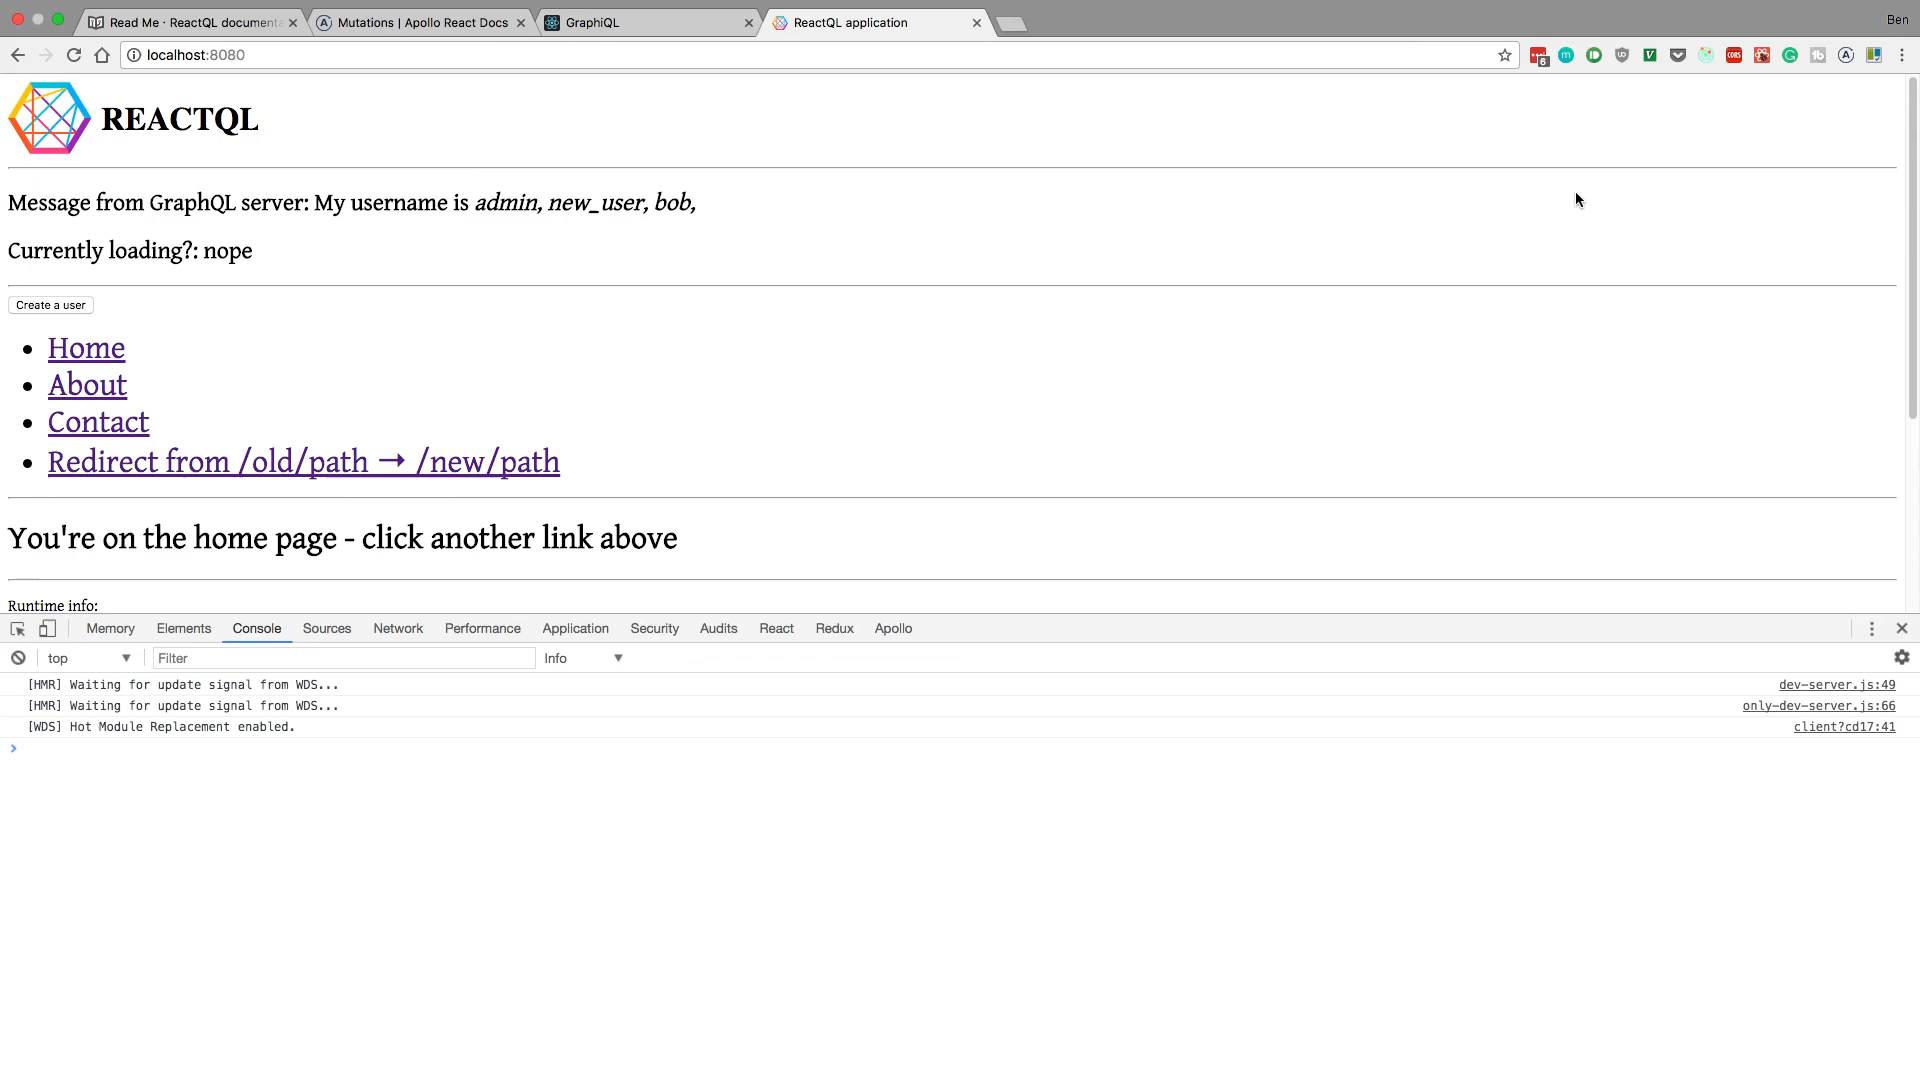 Ben
Read Me · ReactQL documenta
Mutations | Apollo React Docs
GraphiQL
ReactQL application
localhost:8080
REACTQL
Message from GraphQL server: My username is admin, new_user, bob,
Currently loading?: nope
Create a user
Home
About
Contact
Redirect from /old/path → /new/path
You're on the home page - click another link above
Runtime info:
Memory Elements Console Sources Network Performance Application Security Audits React Redux Apollo
top Filter Info
[HMR] Waiting for update signal from WDS... dev-server.js:49
[HMR] Waiting for update signal from WDS... only-dev-server.js:66
[WDS] Hot Module Replacement enabled. client?cd17:41